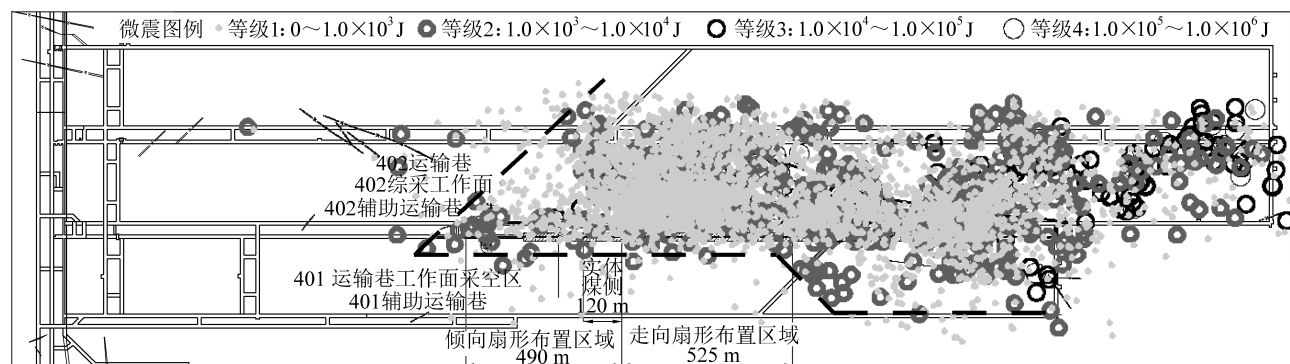 微震图例 等级1: 0～1.0×10³J 等级2: 1.0×10³～1.0×10⁴J 等级3: 1.0×10⁴～1.0×10⁵J 等级4:1.0×10⁵～1.0×10⁶J
403运输巷
402综采工作面
402辅助运输巷
401 运输巷工作面采空区
401辅助运输巷
实体
煤侧
120 m
倾向扇形布置区域 走向扇形布置区域
490 m 525 m